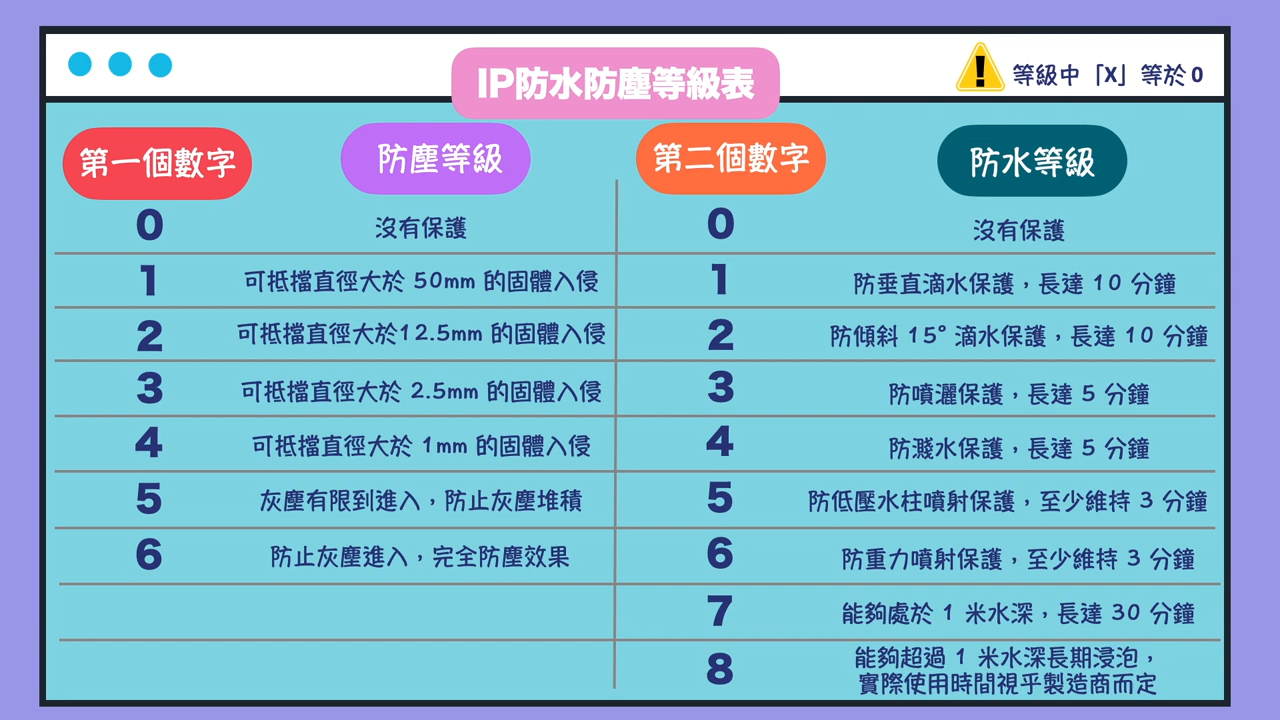 IP防水防塵等級表
等級中「X」等於 0
第一個數字 防塵等級 第二個數字 防水等級
0 沒有保護 0 沒有保護
1 可抵擋直徑大於 50mm 的固體入侵 1 防垂直滴水保護，長達 10 分鐘
2 可抵擋直徑大於12.5mm 的固體入侵 2 防傾斜 15° 滴水保護，長達 10 分鐘
3 可抵擋直徑大於 2.5mm 的固體入侵 3 防噴灑保護，長達 5 分鐘
4 可抵擋直徑大於 1mm 的固體入侵 4 防濺水保護，長達 5 分鐘
5 灰塵有限到進入，防止灰塵堆積 5 防低壓水柱噴射保護，至少維持 3 分鐘
6 防止灰塵進入，完全防塵效果 6 防重力噴射保護，至少維持 3 分鐘
7 能夠處於 1 米水深，長達 30 分鐘
8 能夠超過 1 米水深長期浸泡，
實際使用時間視乎製造商而定